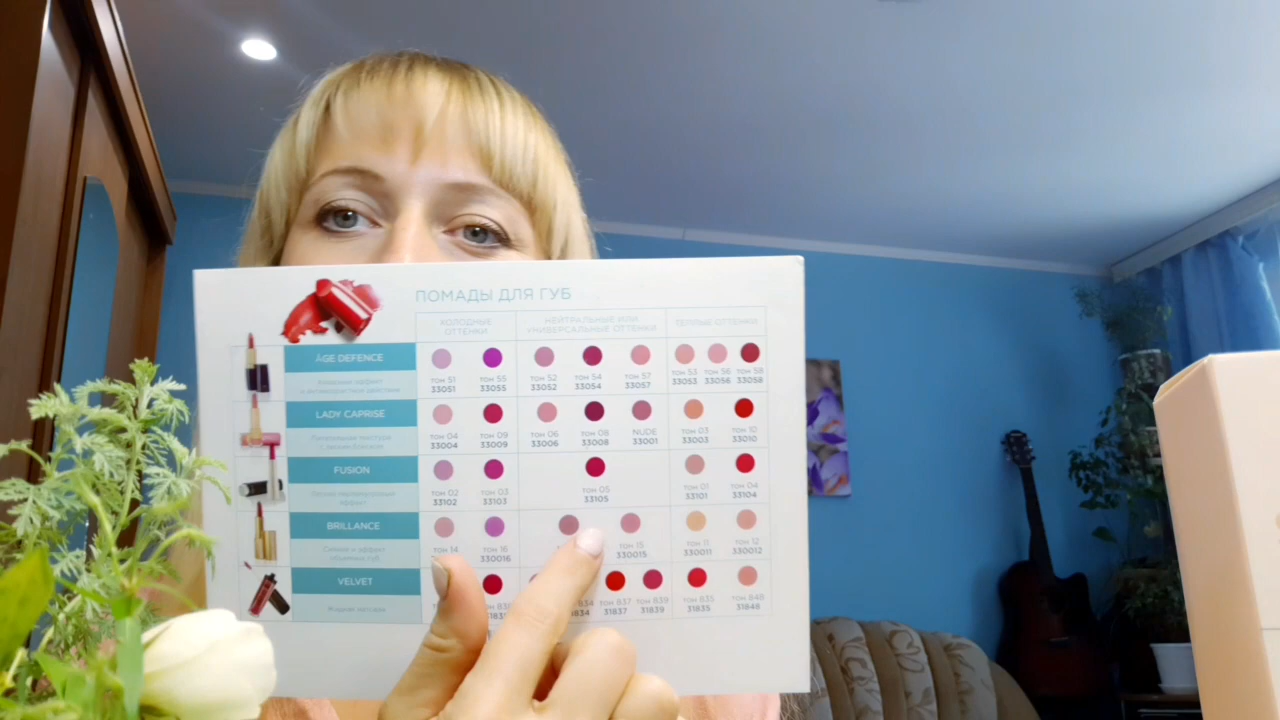 ПОМАДЫ ДЛЯ ГУБ
ХОЛОДНЫЕ ОТТЕНКИ
НЕЙТРАЛЬНЫЕ ИЛИ УНИВЕРСАЛЬНЫЕ ОТТЕНКИ
ТЕПЛЫЕ ОТТЕНКИ
ÂGE DEFENCE
тон 51 тон 55 тон 52 тон 54 тон 57 тон 53 тон 56 тон 58
33051 33055 33052 33054 33057 33053 33056 33058
LADY CAPRISE
тон 04 тон 09 тон 06 тон 08 NUDE тон 03 тон 10
33004 33009 33006 33008 33001 33003 33010
FUSION
тон 02 тон 03 тон 05 тон 01 тон 04
33102 33103 33105 33101 33104
BRILLANCE
тон 14 тон 16 тон 15 тон 11 тон 12
330016 330015 330011 330012
VELVET
Жидкая матовая
834 тон 837 тон 839 тон 835 тон 848
31837 31839 31835 31848